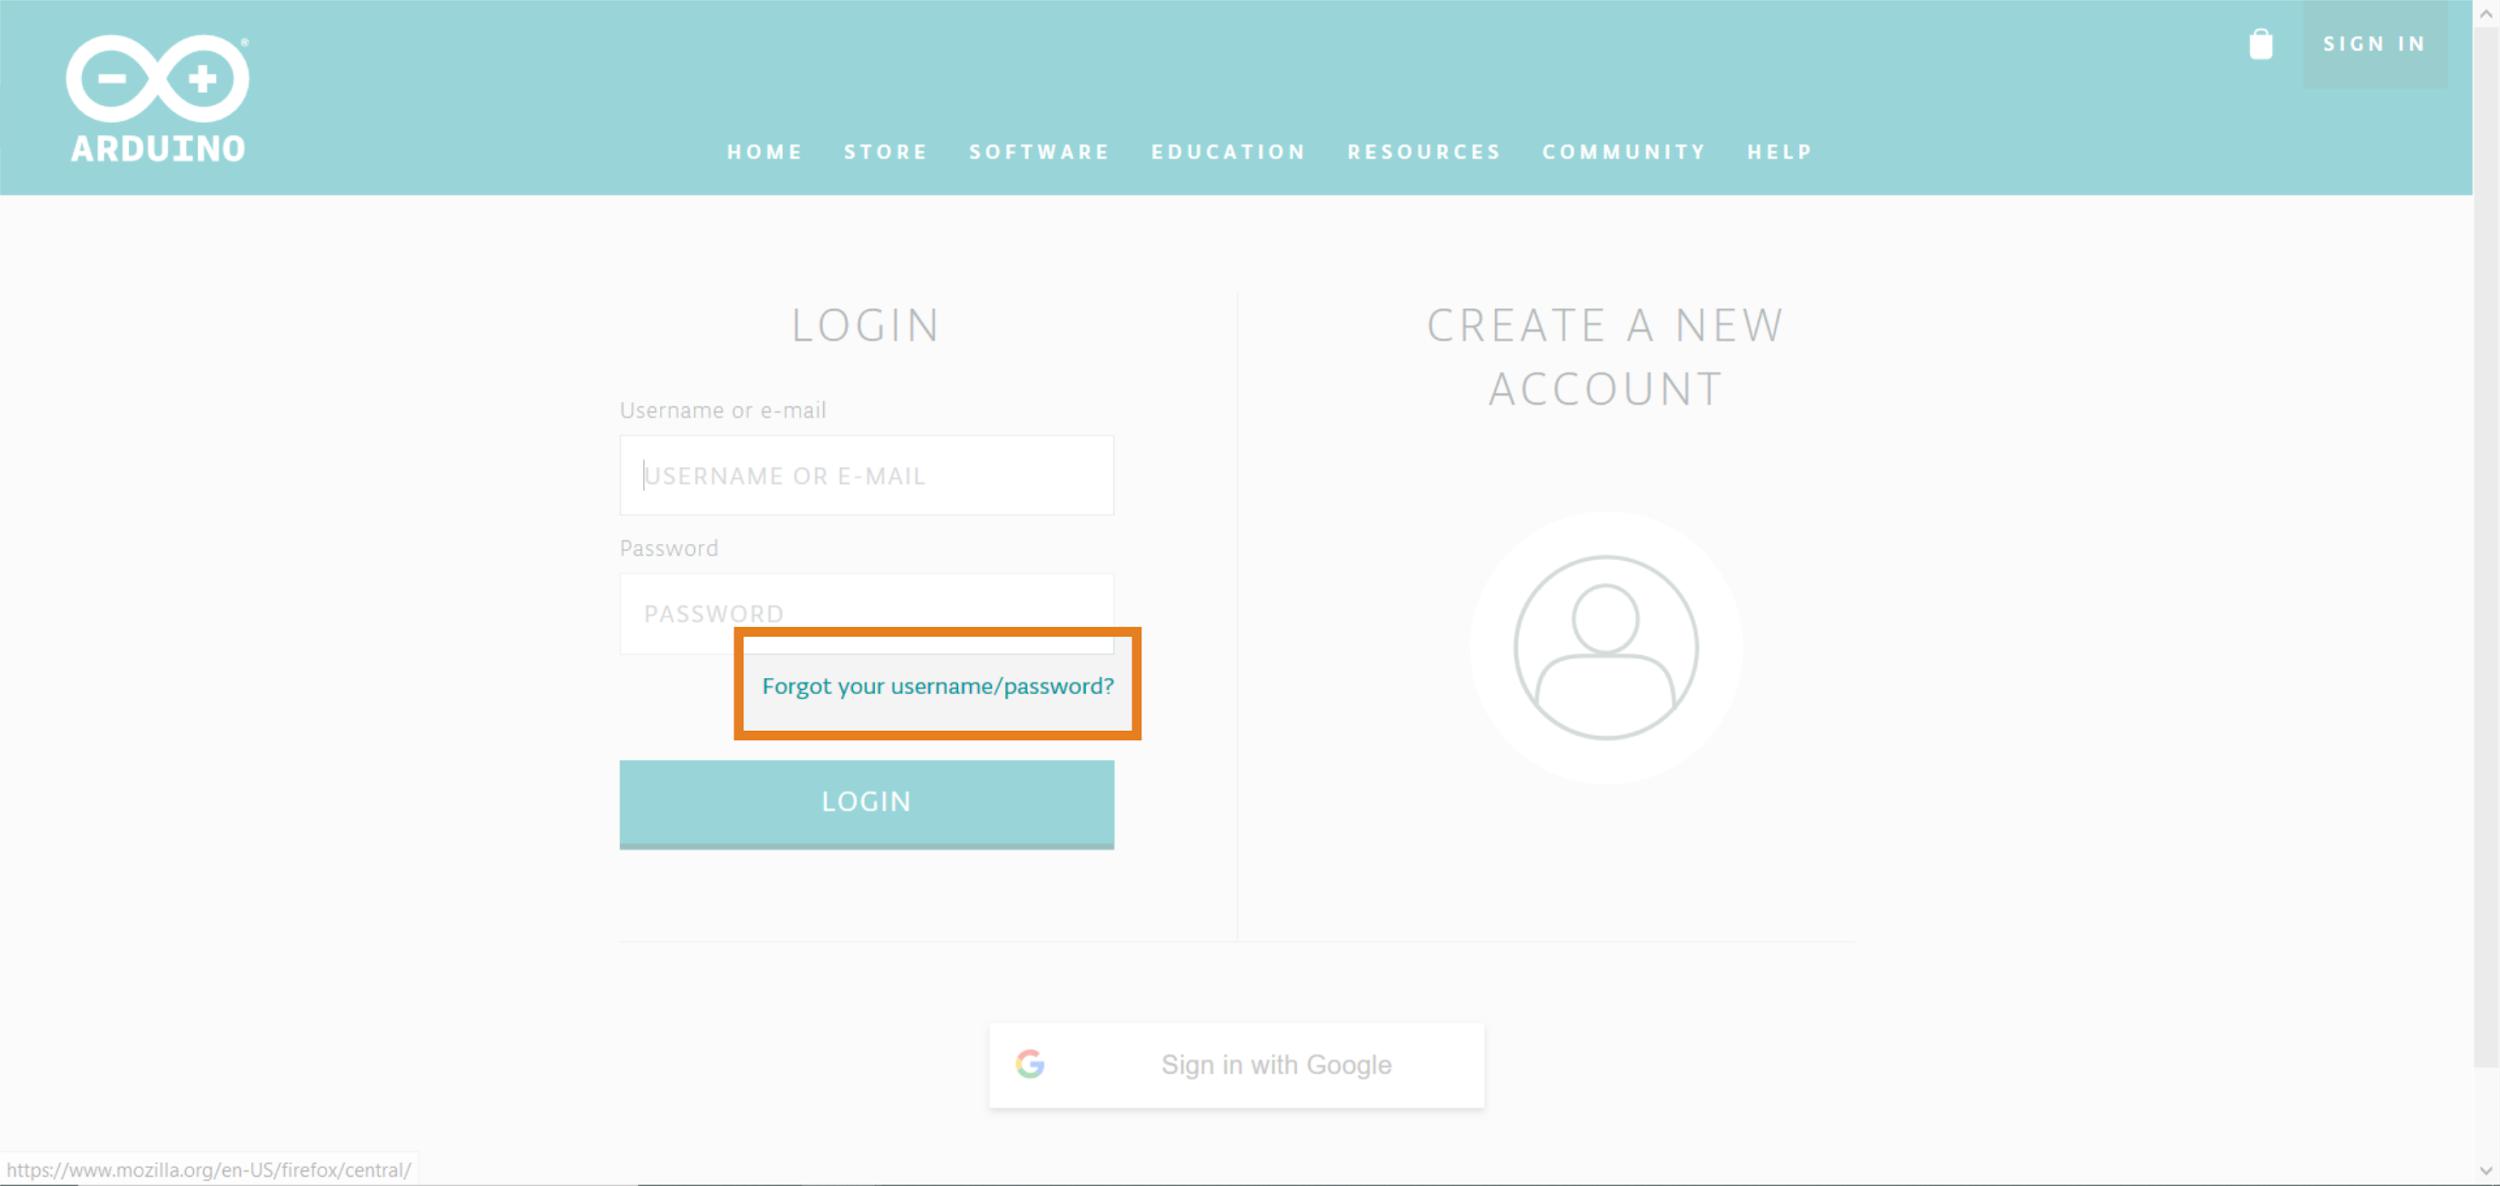 ARDUINO
SIGN IN
HOME STORE SOFTWARE EDUCATION RESOURCES COMMUNITY HELP
LOGIN
Username or e-mail
USERNAME OR E-MAIL
Password
PASSWORD
Forgot your username/password?
LOGIN
CREATE A NEW
ACCOUNT
Sign in with Google
https://www.mozilla.org/en-US/firefox/central/